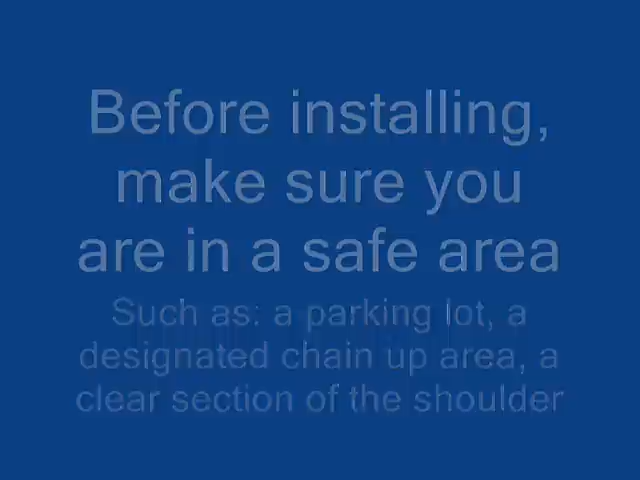 Before installing,
make sure you
are in a safe area
Such as: a parking lot, a
designated chain up area, a
clear section of the shoulder